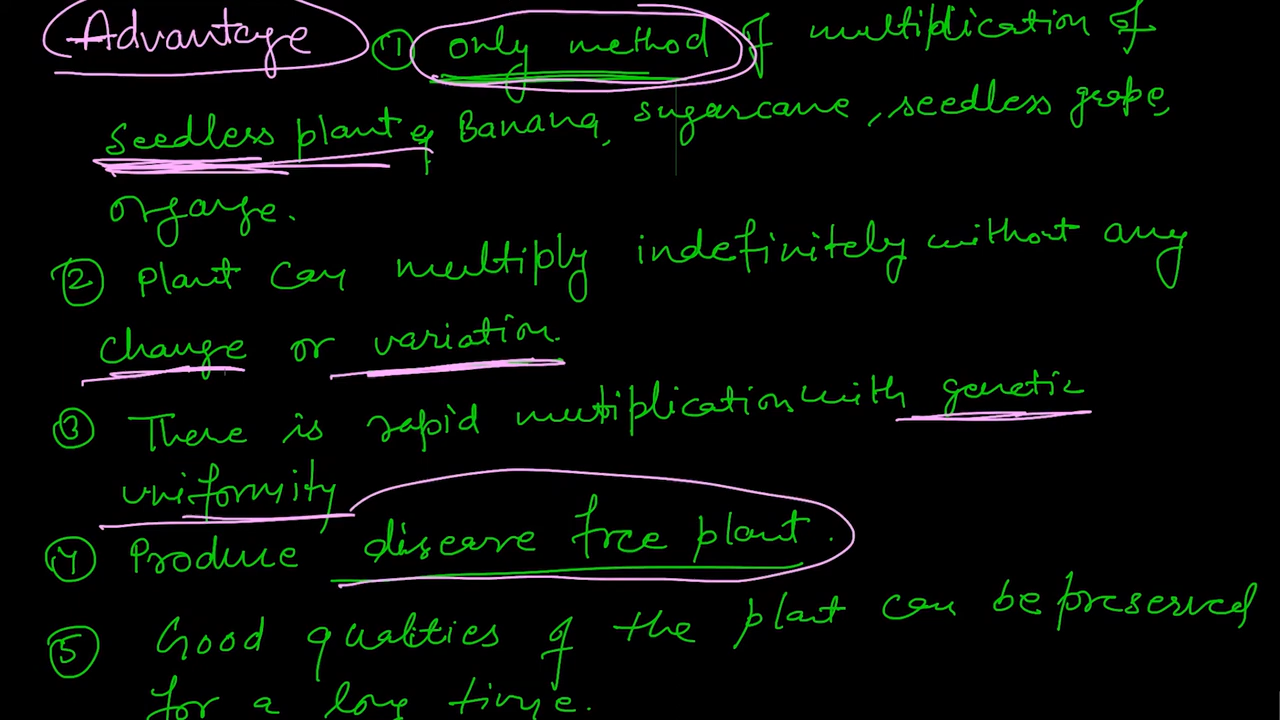 Advantage ① only method of multiplication of
Seedless plant eg Banana, sugarcane, seedless grape,
organge.
② Plant can multiply indefinitely without any
change or variation.
③ There is rapid multiplication with genetic
uniformity
④ Produce disease free plant.
⑤ Good qualities of the plant can be preserved
for a long time.